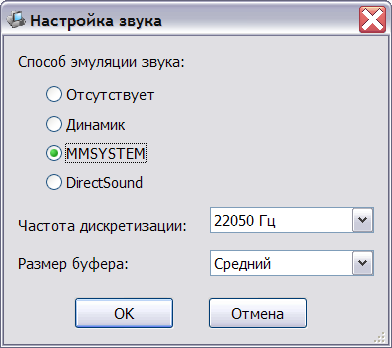 Настройка звука
Способ эмуляции звука:
Отсутствует
Динамик
MMSYSTEM
DirectSound
Частота дискретизации: 22050 Гц
Размер буфера: Средний
OK Отмена